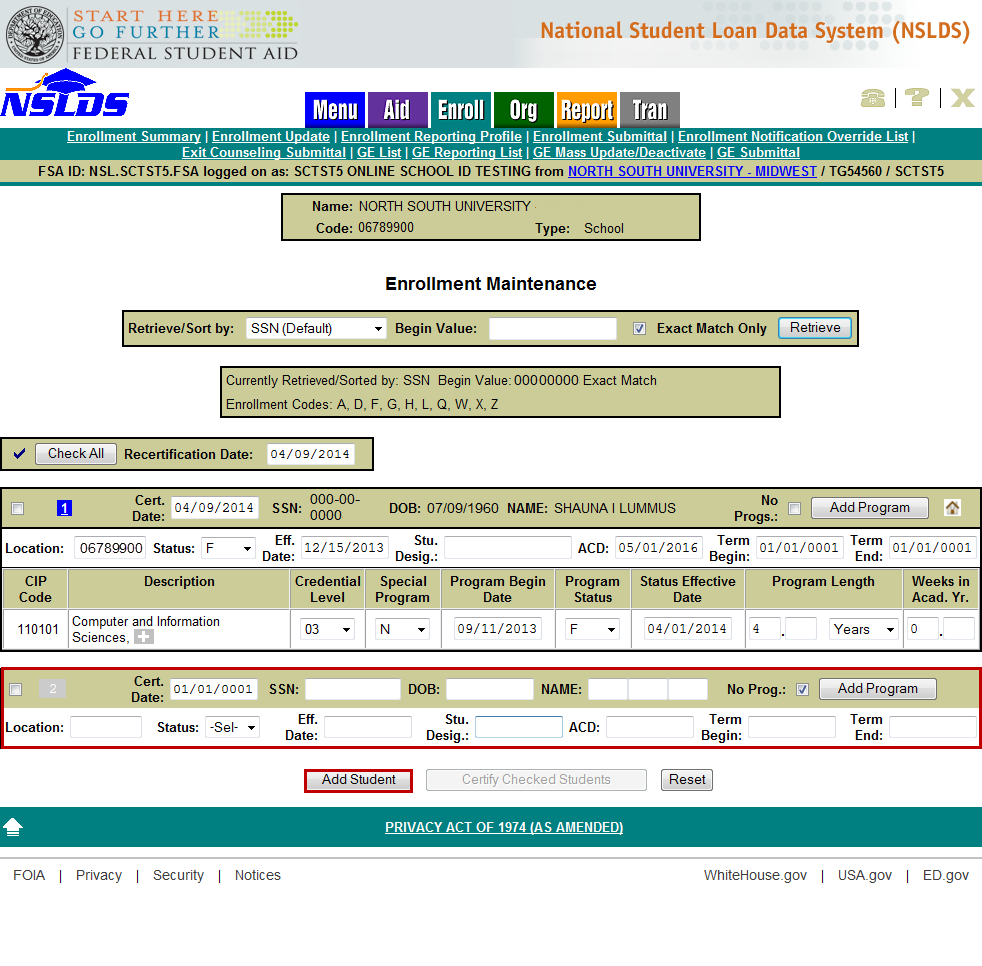 START HERE
GO FURTHER
FEDERAL STUDENT AID
National Student Loan Data System (NSLDS)
NSLDS
Menu Aid Enroll Org Report Tran
Enrollment Summary | Enrollment Update | Enrollment Reporting Profile | Enrollment Submittal | Enrollment Notification Override List |
Exit Counseling Submittal | GE List | GE Reporting List | GE Mass Update/Deactivate | GE Submittal
FSA ID: NSL.SCTST5.FSA logged on as: SCTST5 ONLINE SCHOOL ID TESTING from NORTH SOUTH UNIVERSITY - MIDWEST / TG54560 / SCTST5
Name: NORTH SOUTH UNIVERSITY
Code: 06789900 Type: School
Enrollment Maintenance
Retrieve/Sort by: SSN (Default) Begin Value: Exact Match Only Retrieve
Currently Retrieved/Sorted by: SSN Begin Value: 00000000 Exact Match
Enrollment Codes: A, D, F, G, H, L, Q, W, X, Z
Check All Recertification Date: 04/09/2014
1 Cert. Date: 04/09/2014 SSN: 000-00-0000 DOB: 07/09/1960 NAME: SHAUNA I LUMMUS No Progs.: Add Program
Location: 06789900 Status: F Eff. Date: 12/15/2013 Stu. Desig.: ACD: 05/01/2016 Term Begin: 01/01/0001 Term End: 01/01/0001
CIP Code Description Credential Level Special Program Program Begin Date Program Status Status Effective Date Program Length Weeks in Acad. Yr.
110101 Computer and Information Sciences, 03 N 09/11/2013 F 04/01/2014 4 . Years 0 .
2 Cert. Date: 01/01/0001 SSN: DOB: NAME: No Prog.: Add Program
Location: Status: -Sel- Eff. Date: Stu. Desig.: ACD: Term Begin: Term End:
Add Student Certify Checked Students Reset
PRIVACY ACT OF 1974 (AS AMENDED)
FOIA | Privacy | Security | Notices WhiteHouse.gov | USA.gov | ED.gov